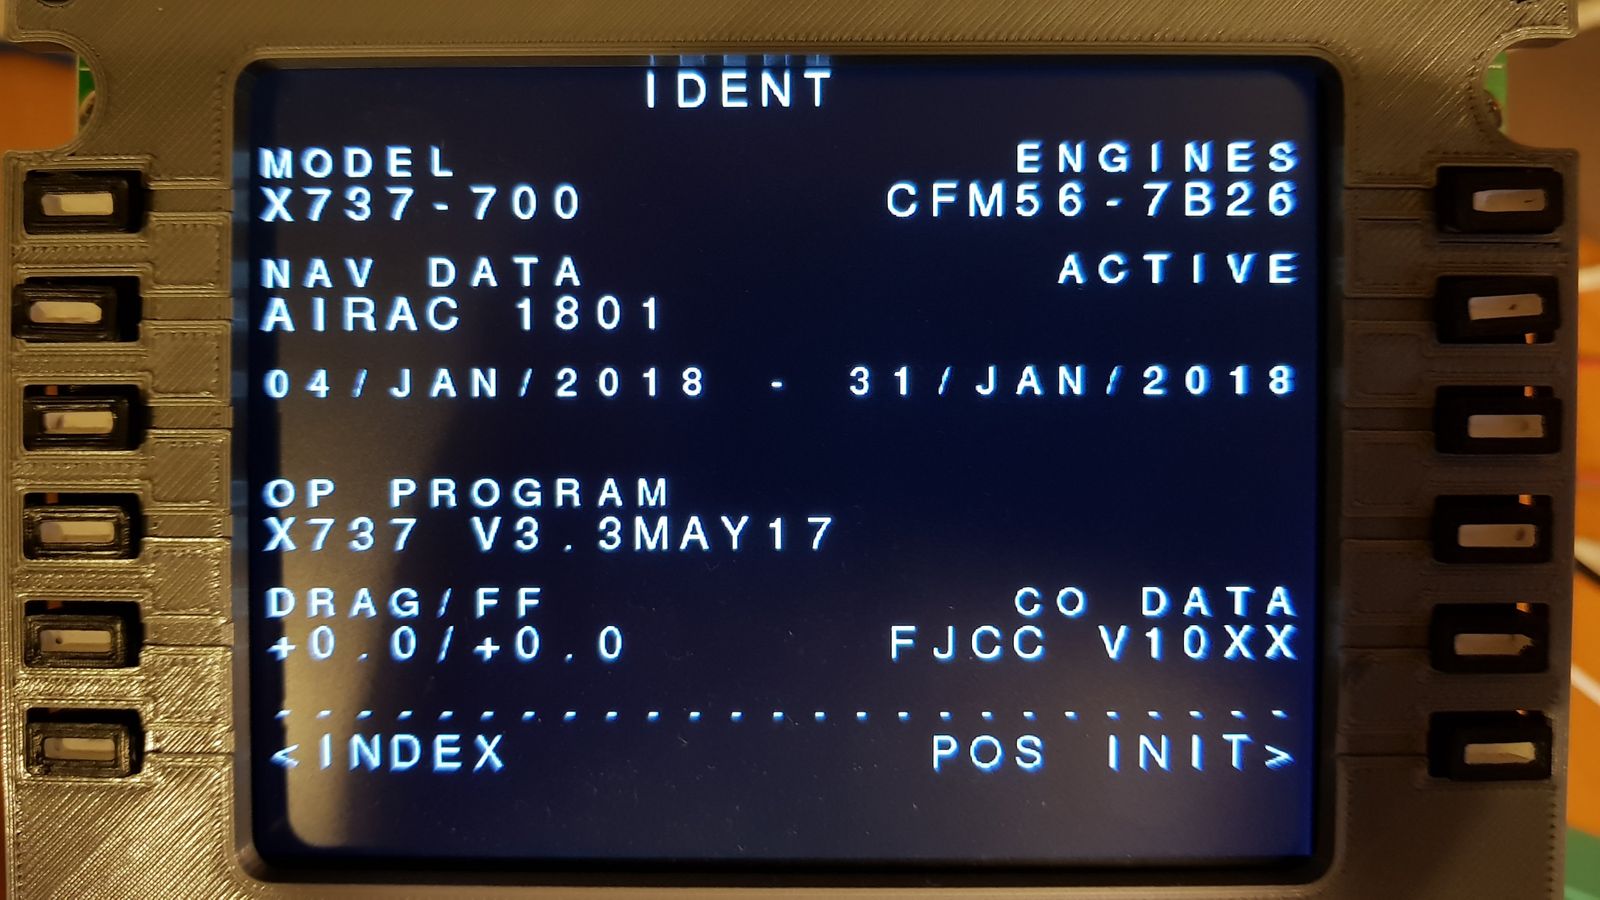 IDENT
MODEL ENGINES
X737-700 CFM56-7B26
NAV DATA ACTIVE
AIRAC 1801
04/JAN/2018 - 31/JAN/2018
OP PROGRAM
X737 V3.3MAY17
DRAG/FF CO DATA
+0.0/+0.0 FJCC V10XX
-------------------------
<INDEX POS INIT>